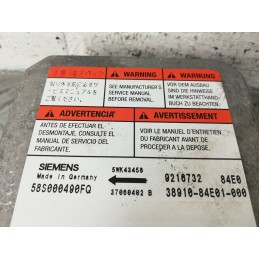 WARNING
SEE MANUFACTURER'S
SERVICE MANUAL
BEFORE REMOVAL.
WARNUNG
VOR DEM AUSBAU
SIND DIE HINWEISE
IM WERKSTATTHAND-
BUCH ZU BEACHTEN.
ADVERTENCIA
ANTES DE EFECTUAR EL
DESMONTAJE, CONSULTE EL
MANUAL DE SERVICIO DEL
FABRICANTE.
AVERTISSEMENT
VOIR LE MANUEL D'ENTRETIEN
DU FABRICANT AVANT DE
PROCEDER A LA DEPOSE.
SIEMENS 5WK43458 9216732 84E0
Made in Germany
58S000490FQ 37060402 B 38910-84E01-000